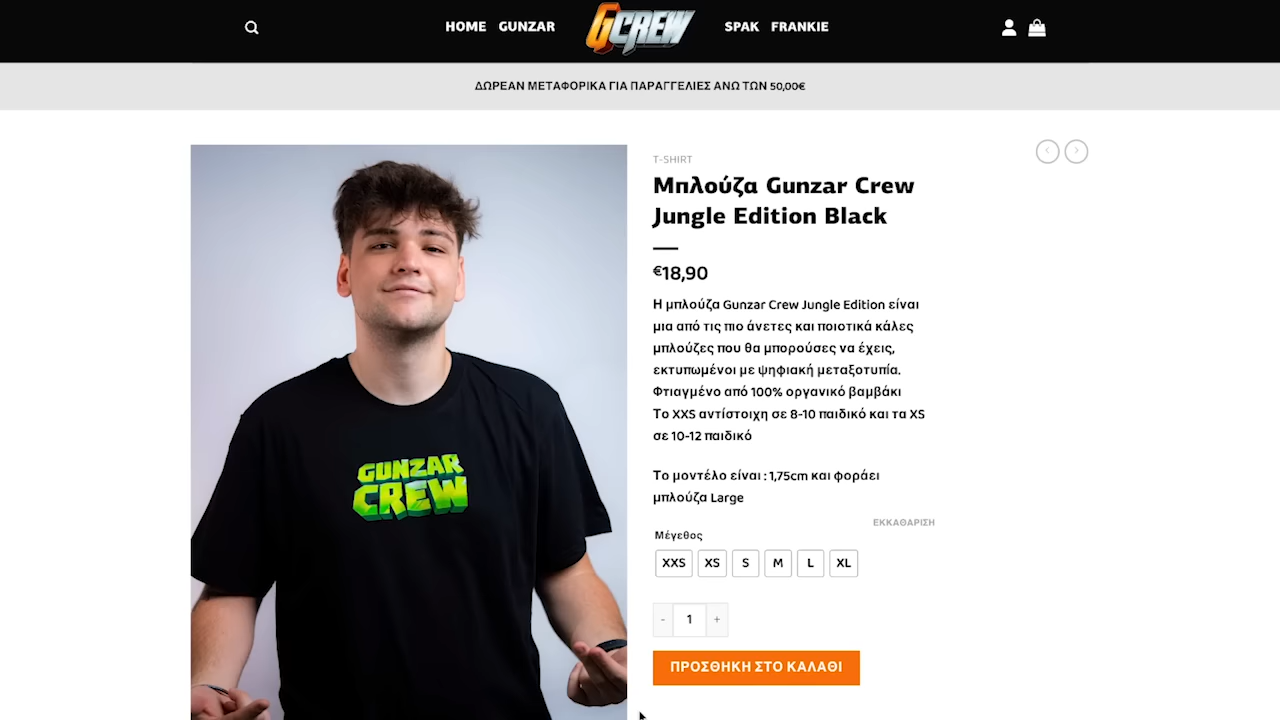 HOME GUNZAR GCREW SPAK FRANKIE
ΔΩΡΕΑΝ ΜΕΤΑΦΟΡΙΚΑ ΓΙΑ ΠΑΡΑΓΓΕΛΙΕΣ ΑΝΩ ΤΩΝ 50,00€
T-SHIRT
Μπλούζα Gunzar Crew
Jungle Edition Black
€18,90
Η μπλούζα Gunzar Crew Jungle Edition είναι
μια από τις πιο άνετες και ποιοτικά κάλες
μπλούζες που θα μπορούσες να έχεις,
εκτυπωμένοι με ψηφιακή μεταξοτυπία.
Φτιαγμένο από 100% οργανικό βαμβάκι
Το XXS αντίστοιχη σε 8-10 παιδικό και τα XS
σε 10-12 παιδικό
Το μοντέλο είναι : 1,75cm και φοράει
μπλούζα Large
ΕΚΚΑΘΑΡΙΣΗ
Μέγεθος
XXS XS S M L XL
- 1 +
ΠΡΟΣΘΗΚΗ ΣΤΟ ΚΑΛΑΘΙ
GUNZAR
CREW